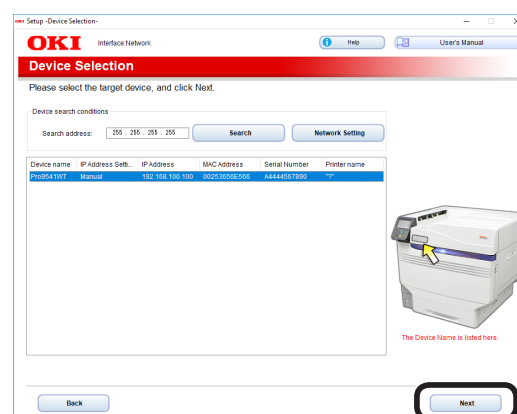 OKI Setup -Device Selection-
OKI Interface:Network Help User's Manual
Device Selection
Please select the target device, and click Next.
Device search conditions
Search address: 255 . 255 . 255 . 255 Search Network Setting
Device name IP Address Setti... IP Address MAC Address Serial Number Printer name
Pro9541WT Manual 192.168.100.100 00253656E566 A4444567890 "?"
OKI
The Device Name is listed here.
Back Next